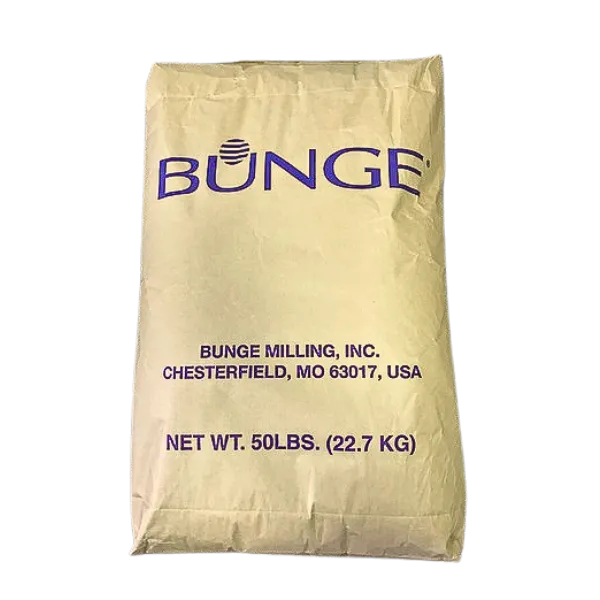 BUNGE®
BUNGE MILLING, INC.
CHESTERFIELD, MO 63017, USA
NET WT. 50LBS. (22.7 KG)